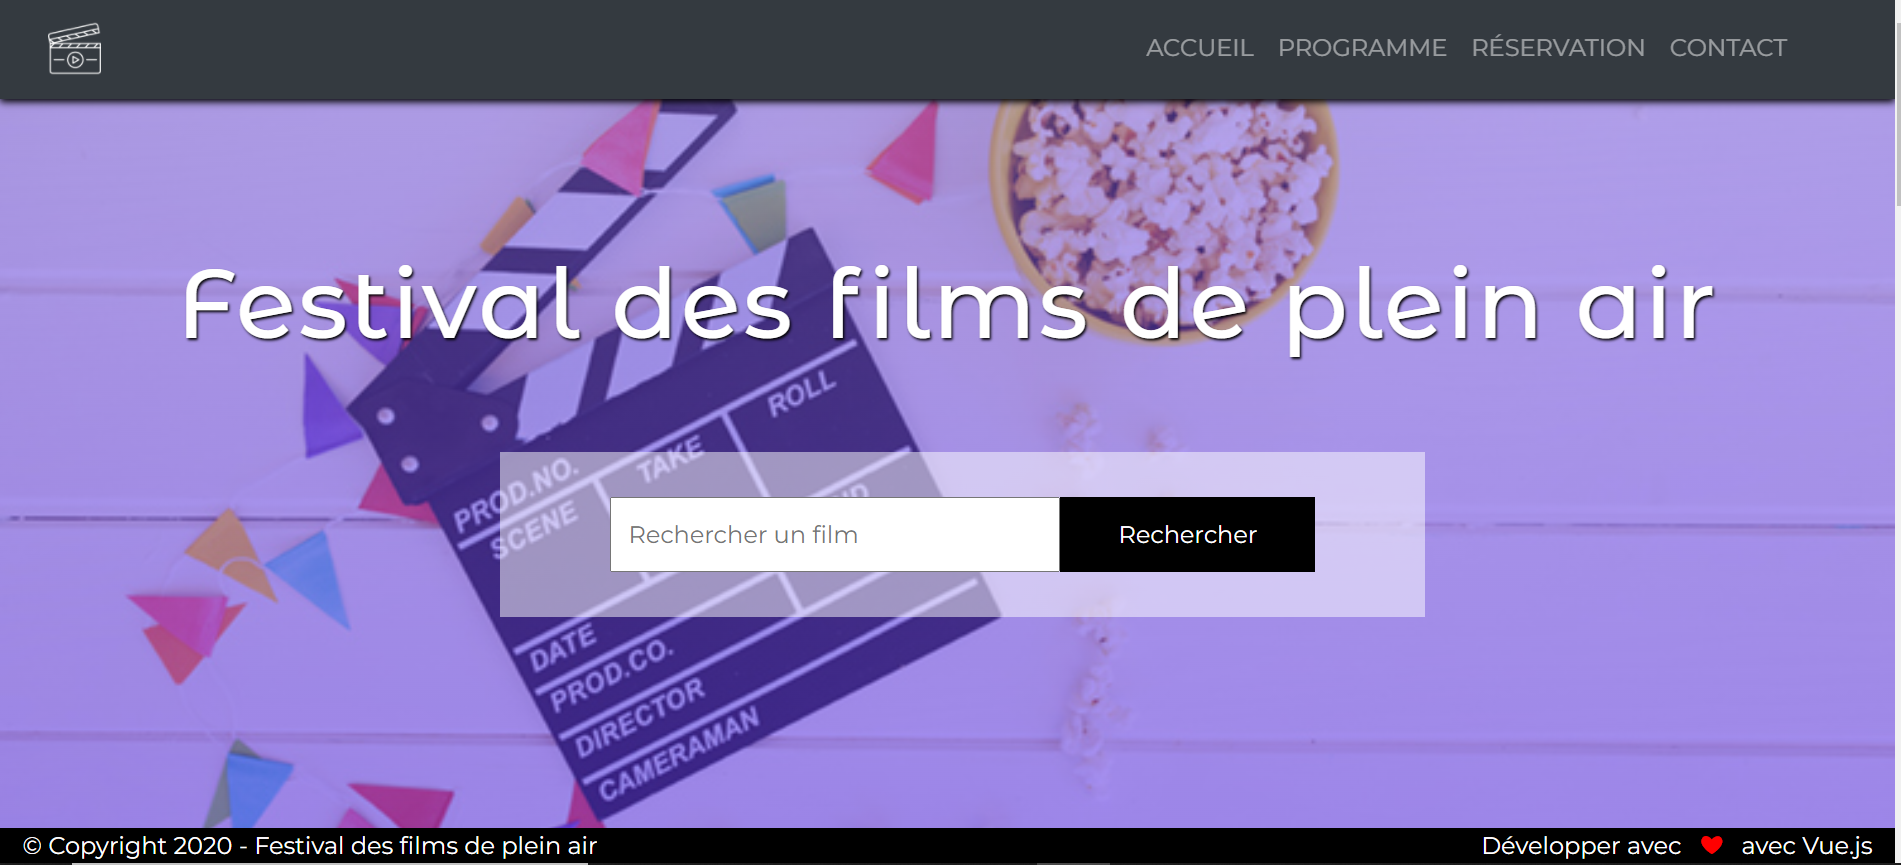 ACCUEIL PROGRAMME RÉSERVATION CONTACT
Festival des films de plein air
ROLL
TAKE
PROD.NO.
SCENE
Rechercher un film
Rechercher
DATE
PROD.CO.
DIRECTOR
CAMERAMAN
© Copyright 2020 - Festival des films de plein air
Développer avec ❤ avec Vue.js